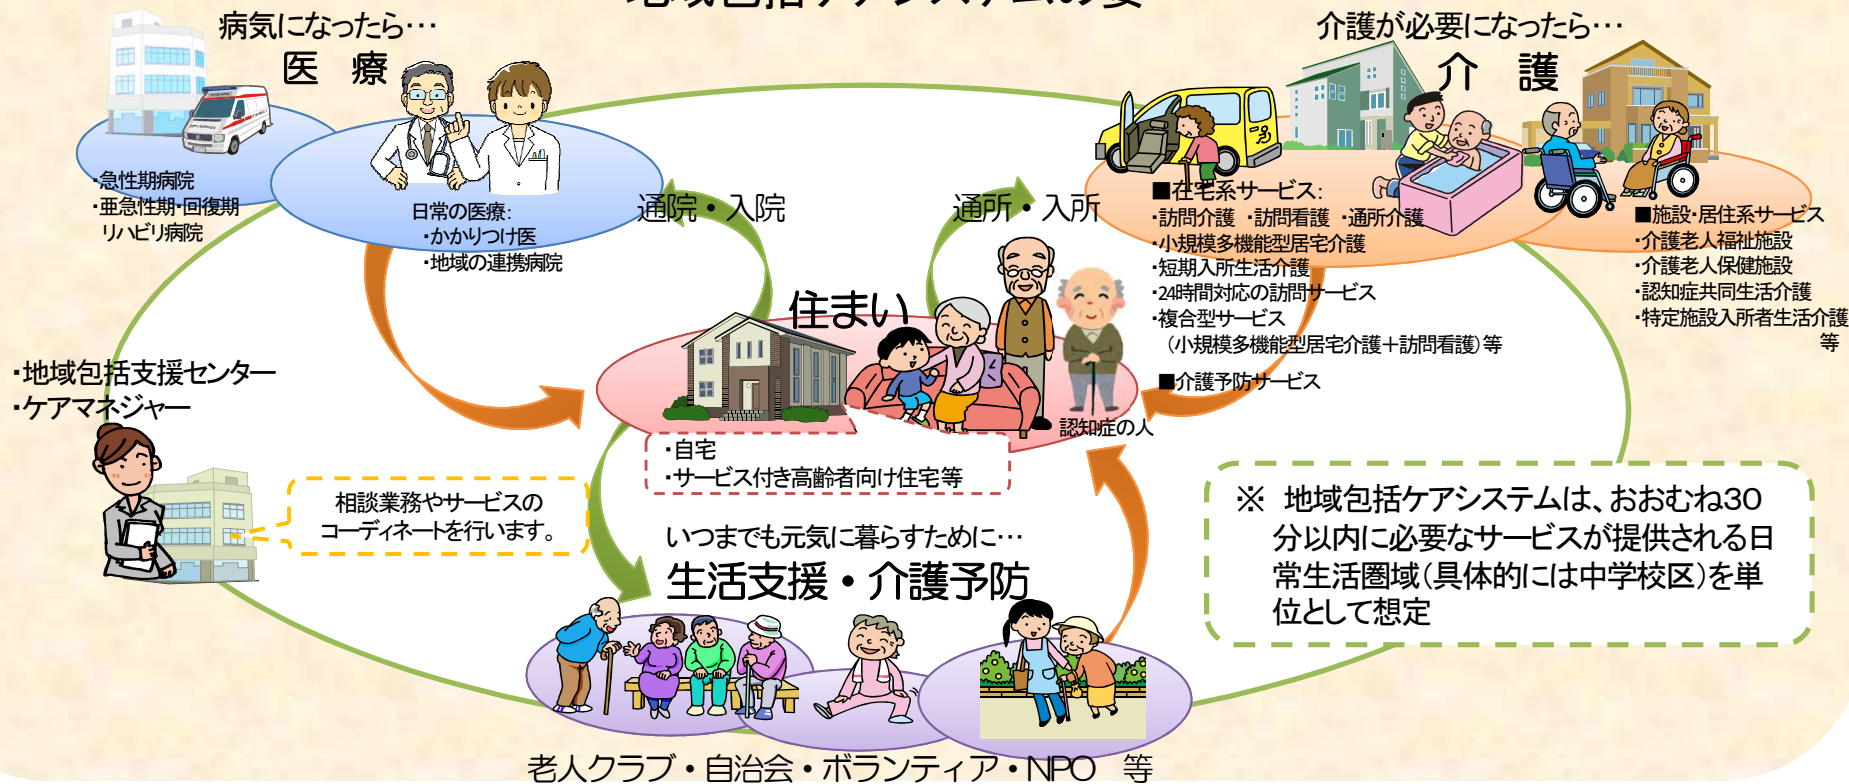 地域包括ケアシステムの姿
病気になったら…
医　療
・急性期病院
・亜急性期・回復期
リハビリ病院
日常の医療：
・かかりつけ医
・地域の連携病院
通院・入院
通所・入所
介護が必要になったら…
介　護
■在宅系サービス：
・訪問介護 ・訪問看護 ・通所介護
・小規模多機能型居宅介護
・短期入所生活介護
・24時間対応の訪問サービス
・複合型サービス
（小規模多機能型居宅介護＋訪問看護）等
■介護予防サービス
■施設・居住系サービス
・介護老人福祉施設
・介護老人保健施設
・認知症共同生活介護
・特定施設入所者生活介護
等
住まい
認知症の人
・自宅
・サービス付き高齢者向け住宅等
・地域包括支援センター
・ケアマネジャー
相談業務やサービスの
コーディネートを行います。
いつまでも元気に暮らすために…
生活支援・介護予防
老人クラブ・自治会・ボランティア・NPO　等
※　地域包括ケアシステムは、おおむね30
分以内に必要なサービスが提供される日
常生活圏域（具体的には中学校区）を単
位として想定